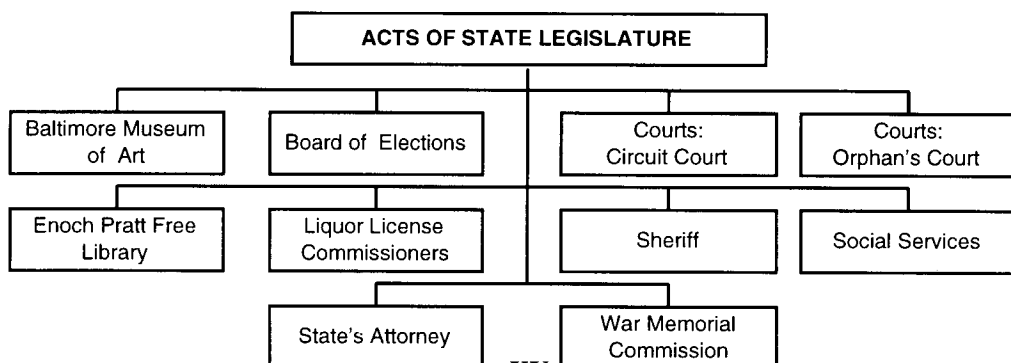 ACTS OF STATE LEGISLATURE
Baltimore Museum
of Art
Board of Elections
Courts:
Circuit Court
Courts:
Orphan's Court
Enoch Pratt Free
Library
Liquor License
Commissioners
Sheriff
Social Services
State's Attorney
War Memorial
Commission